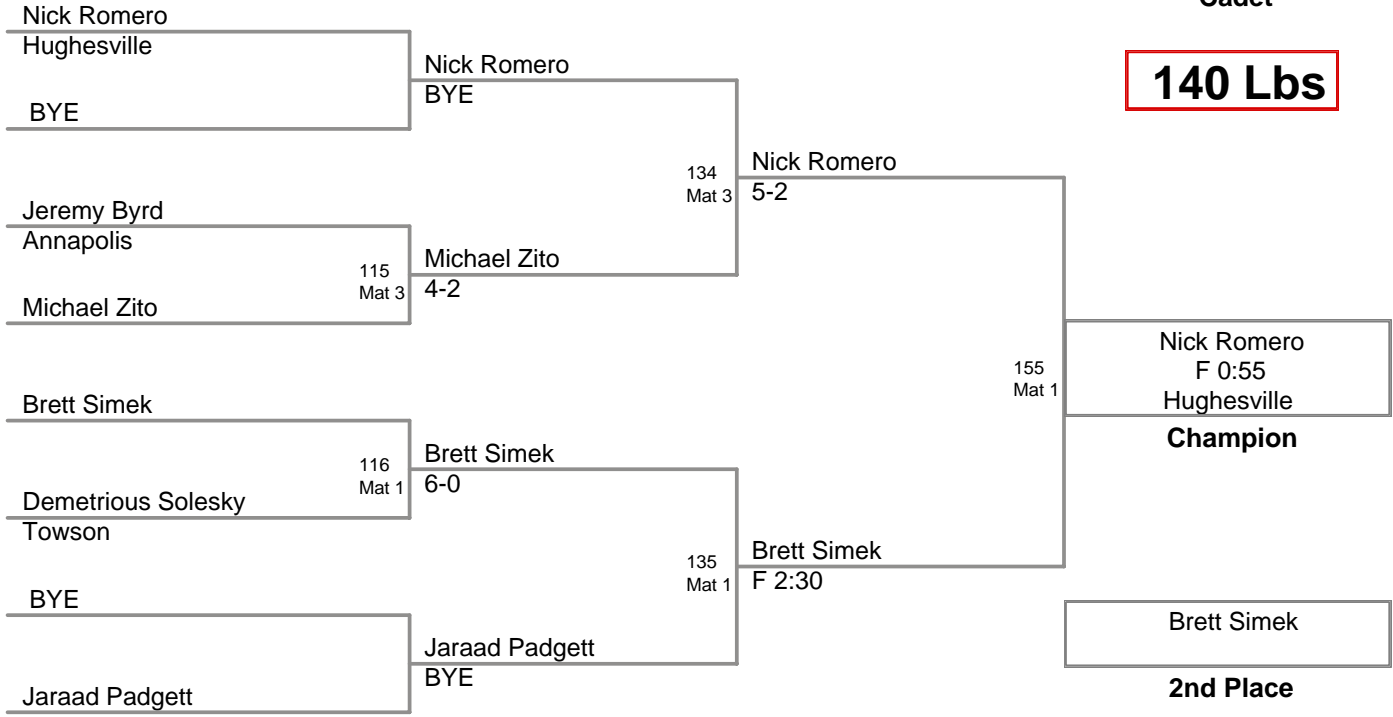 Cadet
140 Lbs
Nick Romero
Hughesville
BYE
Jeremy Byrd
Annapolis
115
Mat 3
Michael Zito
Brett Simek
116
Mat 1
Demetrious Solesky
Towson
BYE
Jaraad Padgett
Nick Romero
BYE
134
Mat 3
Michael Zito
4-2
Brett Simek
6-0
135
Mat 1
Jaraad Padgett
BYE
Nick Romero
5-2
155
Mat 1
Brett Simek
F 2:30
Nick Romero
F 0:55
Hughesville
Champion
Brett Simek
2nd Place